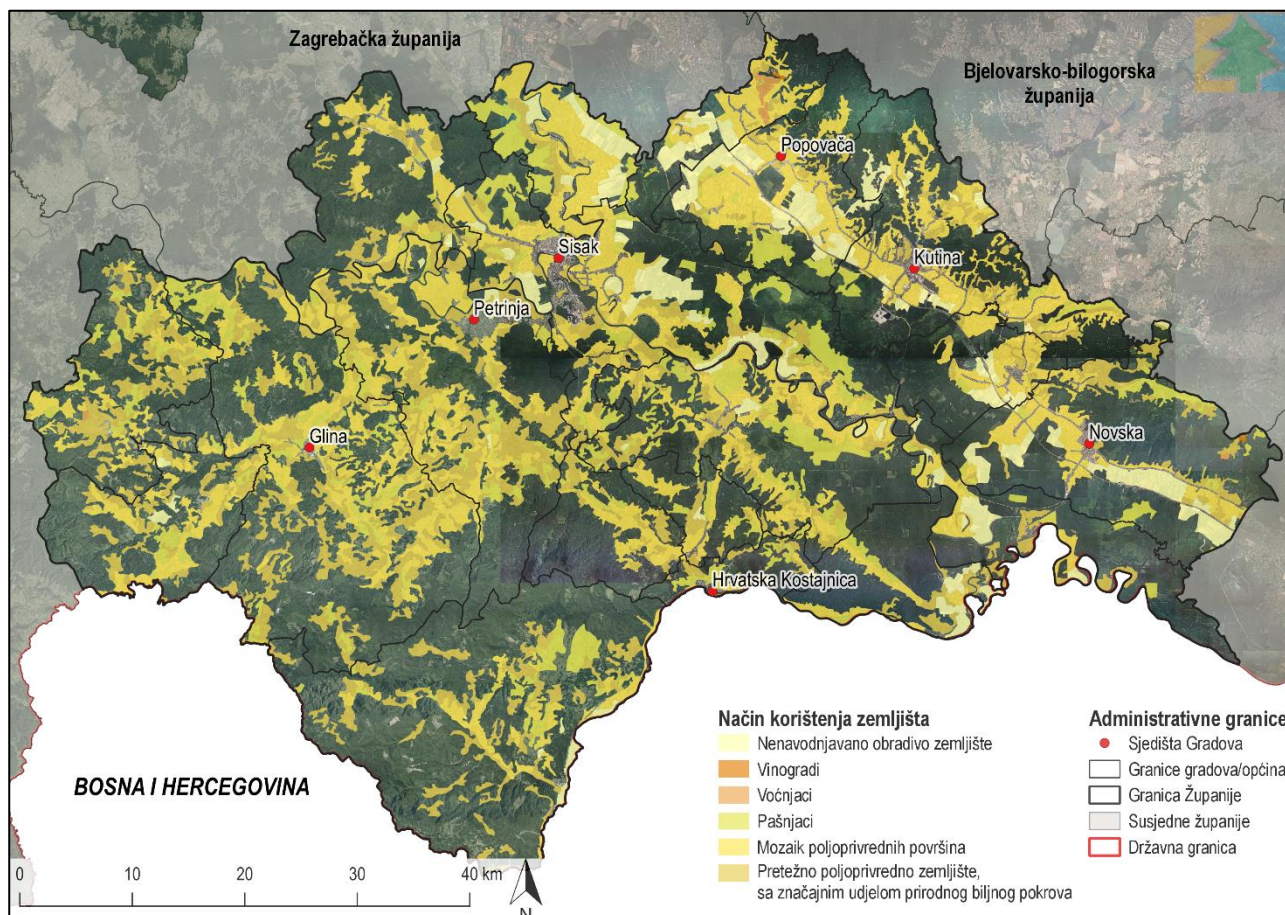 Zagrebačka županija
Bjelovarsko-bilogorska
županija
Popovača
Sisak
Kutina
Petrinja
Glina
Novska
Hrvatska Kostajnica
BOSNA I HERCEGOVINA
Način korištenja zemljišta
Nenavodnjavano obradivo zemljište
Vinogradi
Voćnjaci
Pašnjaci
Mozaik poljoprivrednih površina
Pretežno poljoprivredno zemljište,
sa značajnim udjelom prirodnog biljnog pokrova
Administrativne granice
Sjedišta Gradova
Granice gradova/općina
Granica Županije
Susjedne županije
Državna granica
0 10 20 40 km
N